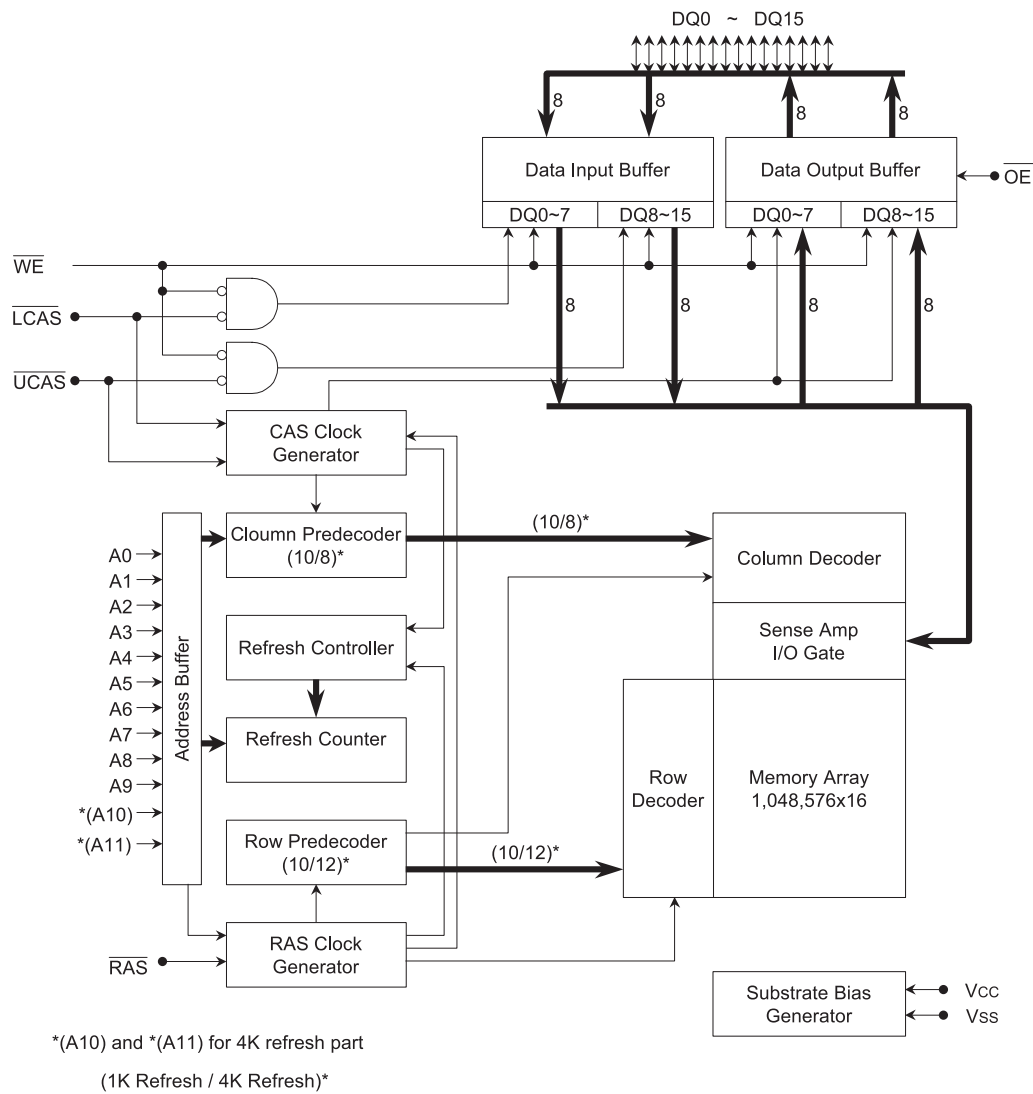 DQ0 ~ DQ15
8
8
8
8
Data Input Buffer
Data Output Buffer
OE
DQ0~7
DQ8~15
DQ0~7
DQ8~15
WE
LCAS
UCAS
8
8
8
8
CAS Clock
Generator
Cloumn Predecoder
(10/8)*
(10/8)*
Column Decoder
A0
A1
A2
A3
A4
A5
A6
A7
A8
A9
*(A10)
*(A11)
Address Buffer
Refresh Controller
Sense Amp
I/O Gate
Refresh Counter
Row
Decoder
Memory Array
1,048,576x16
Row Predecoder
(10/12)*
(10/12)*
RAS
RAS Clock
Generator
Substrate Bias
Generator
VCC
VSS
*(A10) and *(A11) for 4K refresh part
(1K Refresh / 4K Refresh)*